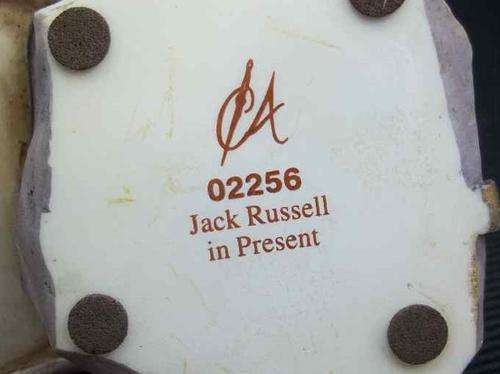 CA
02256
Jack Russell
in Present